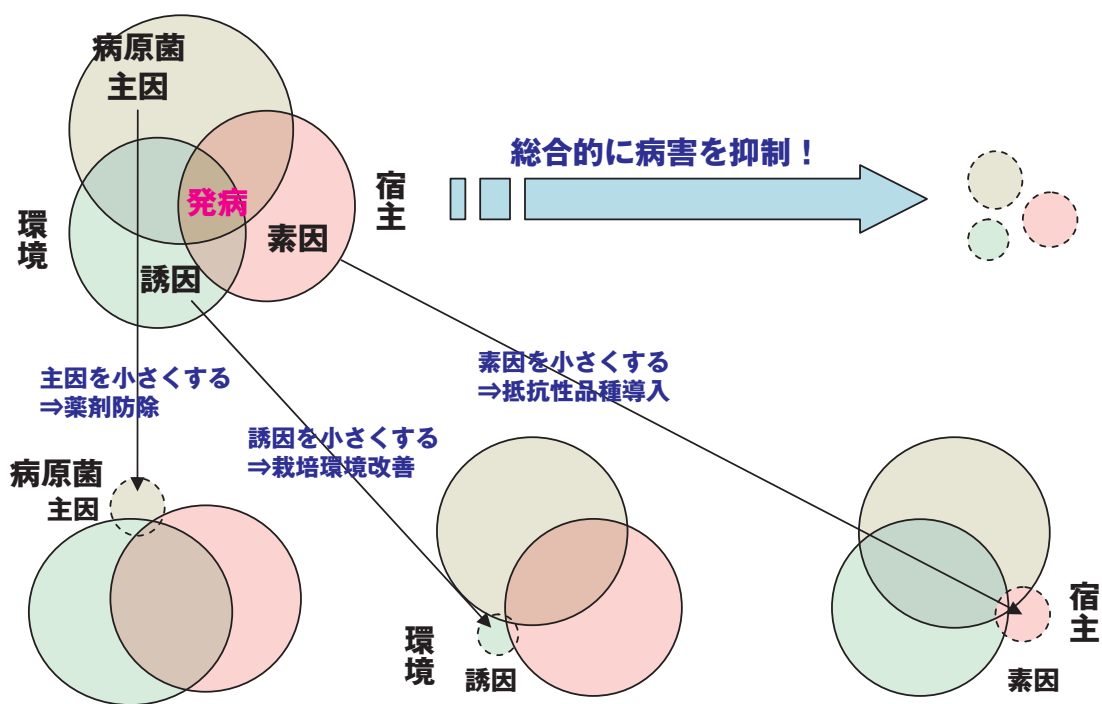 病原菌
主因
発病
宿主
素因
環境
誘因
総合的に病害を抑制！
主因を小さくする
⇒薬剤防除
誘因を小さくする
⇒栽培環境改善
素因を小さくする
⇒抵抗性品種導入
病原菌
主因
環境
誘因
宿主
素因